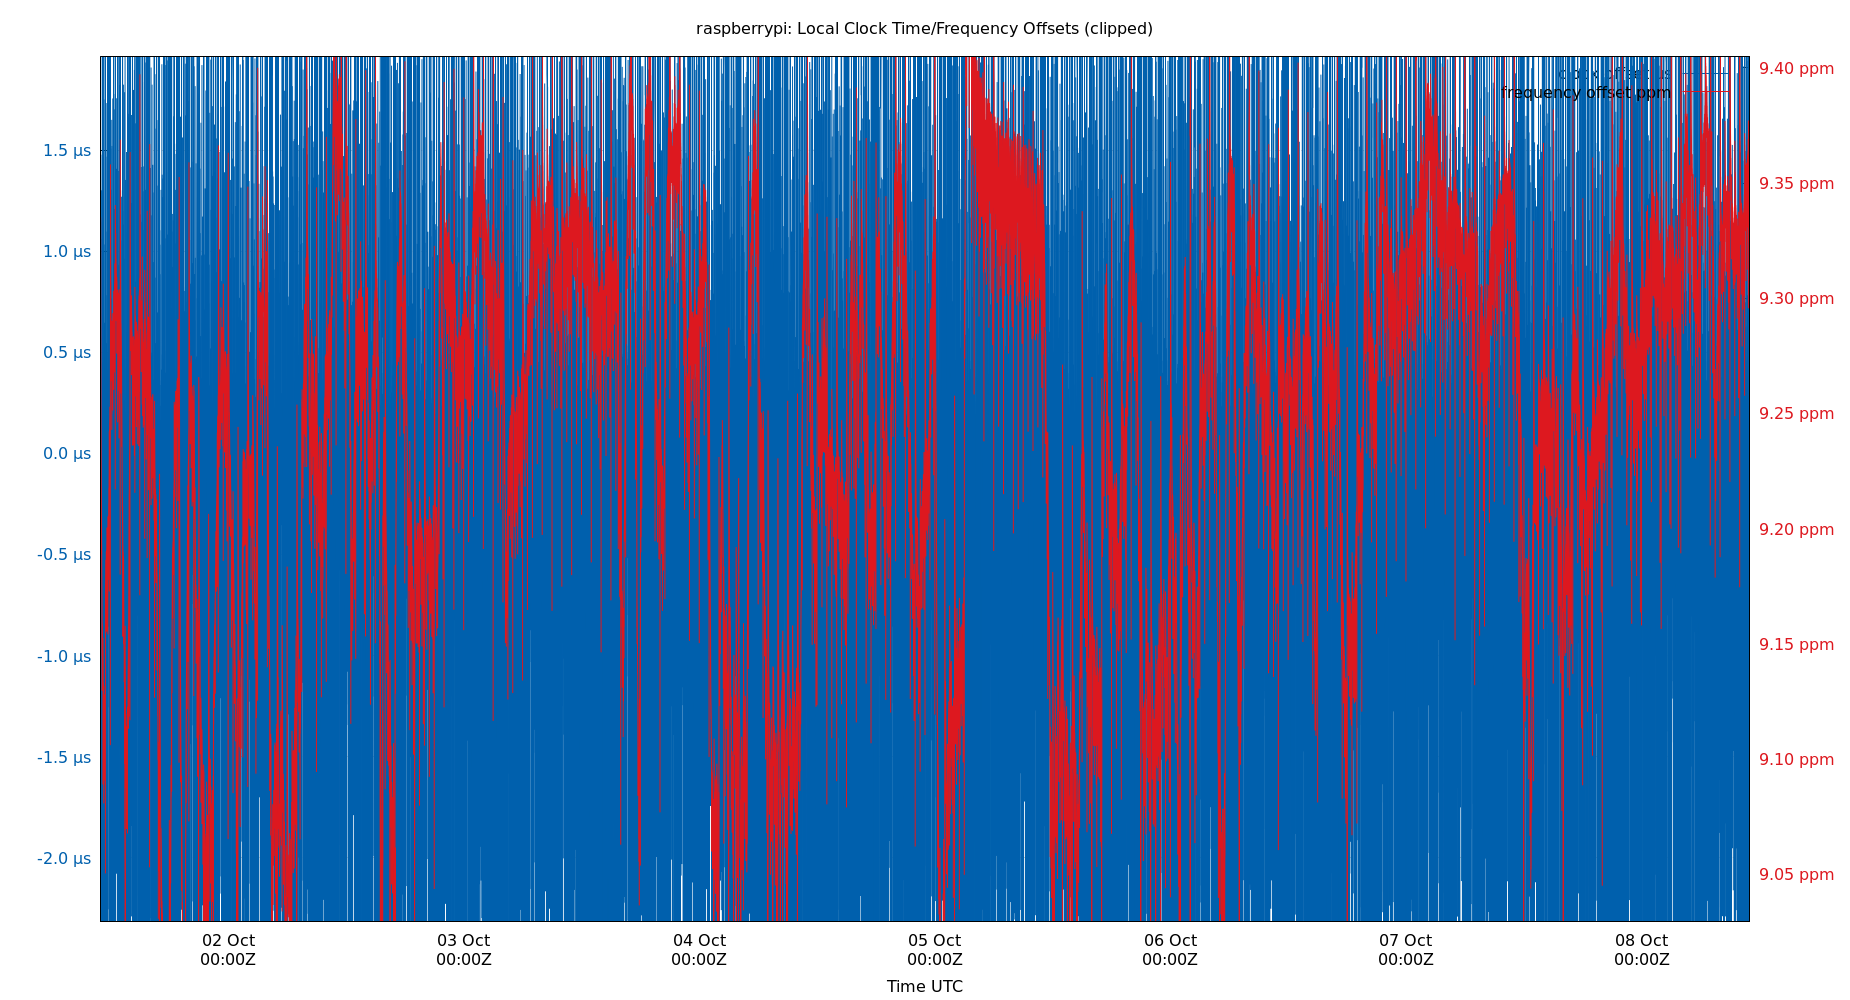 raspberrypi: Local Clock Time/Frequency Offsets (clipped)
clock offset µs
frequency offset ppm
1.5 µs
1.0 µs
0.5 µs
0.0 µs
-0.5 µs
-1.0 µs
-1.5 µs
-2.0 µs
9.40 ppm
9.35 ppm
9.30 ppm
9.25 ppm
9.20 ppm
9.15 ppm
9.10 ppm
9.05 ppm
02 Oct
00:00Z
03 Oct
00:00Z
04 Oct
00:00Z
05 Oct
00:00Z
06 Oct
00:00Z
07 Oct
00:00Z
08 Oct
00:00Z
Time UTC